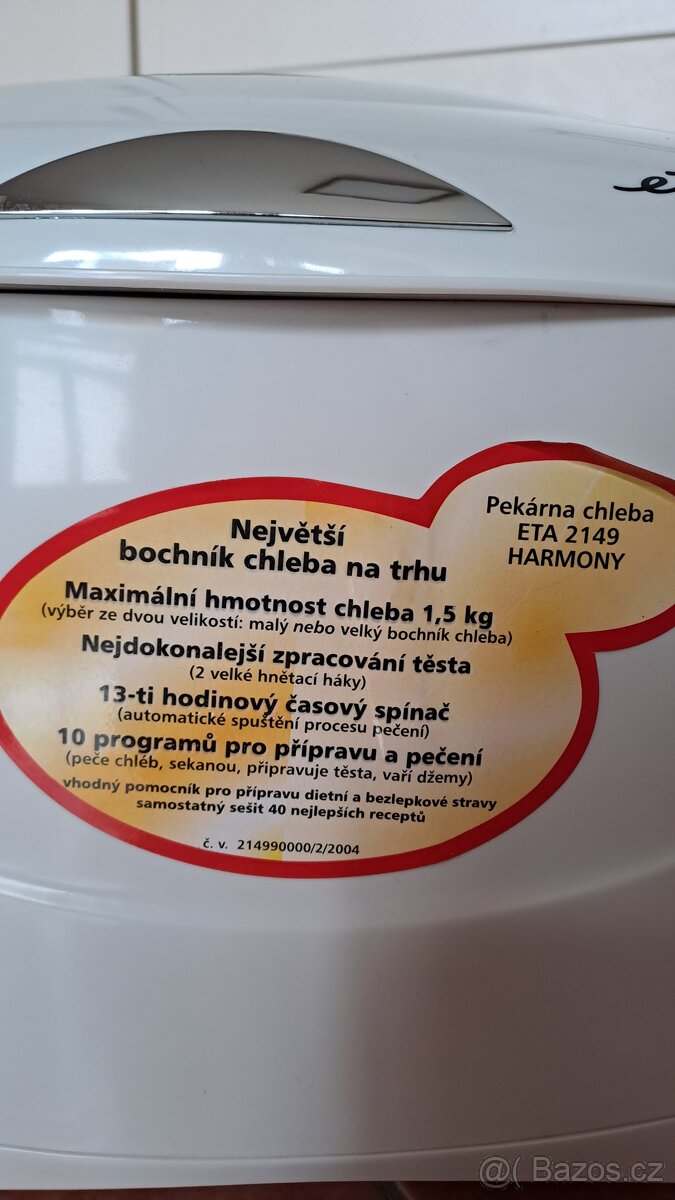 Pekárna chleba
ETA 2149
HARMONY
Největší
bochník chleba na trhu
Maximální hmotnost chleba 1,5 kg
(výběr ze dvou velikostí: malý nebo velký bochník chleba)
Nejdokonalejší zpracování těsta
(2 velké hnětací háky)
13-ti hodinový časový spínač
(automatické spuštění procesu pečení)
10 programů pro přípravu a pečení
(peče chléb, sekanou, připravuje těsta, vaří džemy)
vhodný pomocník pro přípravu dietní a bezlepkové stravy
samostatný sešit 40 nejlepších receptů
č. v. 214990000/2/2004
@( Bazos.cz